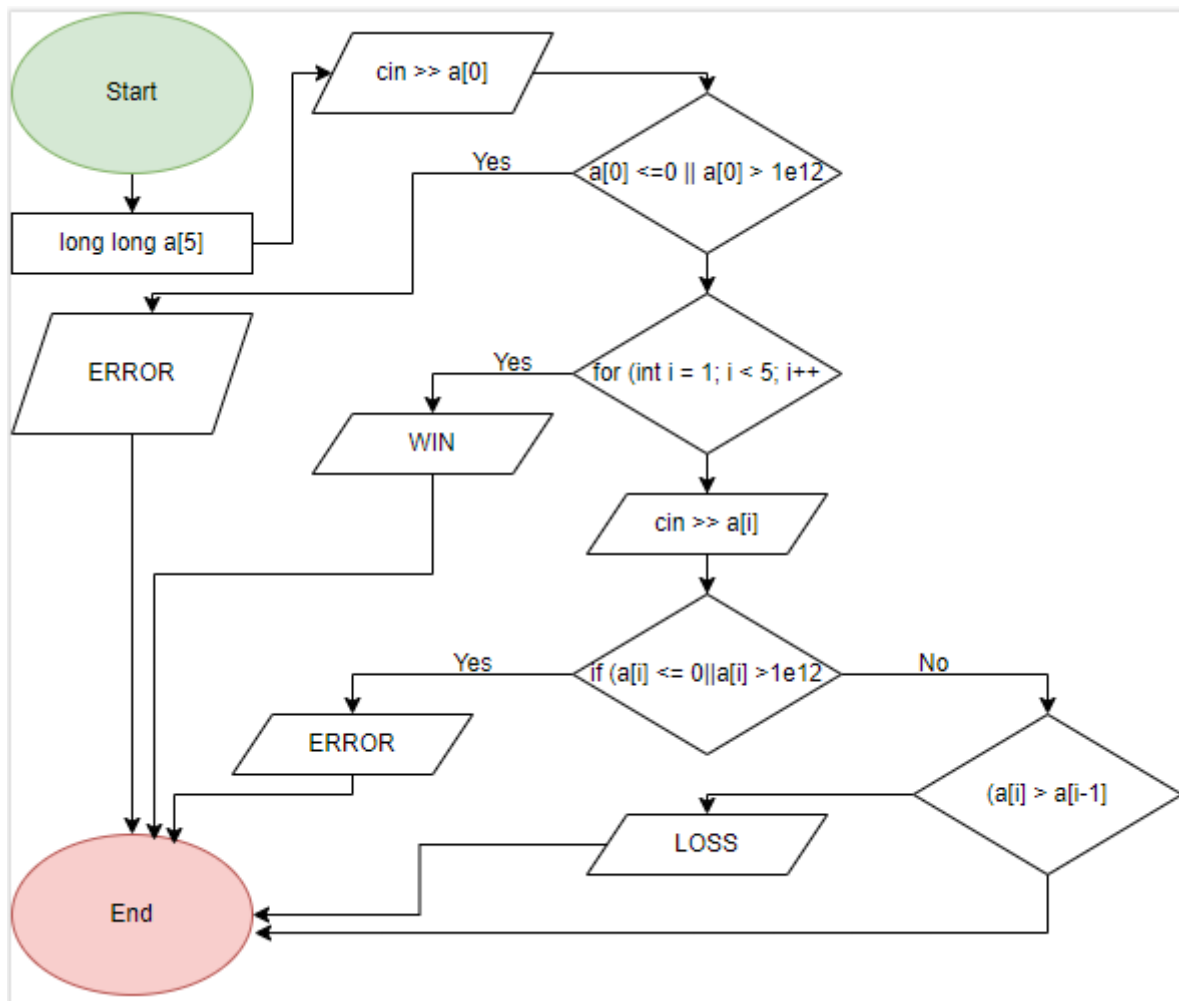 Start
cin >> a[0]
Yes
a[0] <=0 || a[0] > 1e12
long long a[5]
ERROR
Yes
for (int i = 1; i < 5; i++
WIN
cin >> a[i]
Yes
if (a[i] <= 0||a[i] >1e12
No
ERROR
(a[i] > a[i-1]
LOSS
End